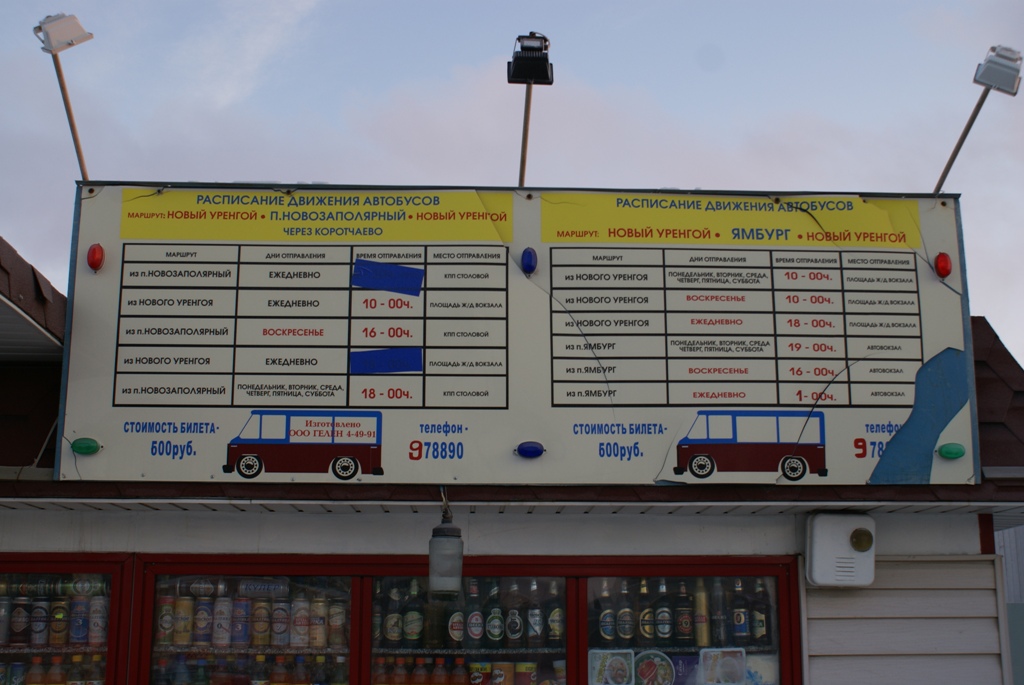 РАСПИСАНИЕ ДВИЖЕНИЯ АВТОБУСОВ
МАРШРУТ: НОВЫЙ УРЕНГОЙ • П.НОВОЗАПОЛЯРНЫЙ • НОВЫЙ УРЕНГОЙ
ЧЕРЕЗ КОРОТЧАЕВО
МАРШРУТ ДНИ ОТПРАВЛЕНИЯ ВРЕМЯ ОТПРАВЛЕНИЯ МЕСТО ОТПРАВЛЕНИЯ
из п.НОВОЗАПОЛЯРНЫЙ ЕЖЕДНЕВНО КПП СТОЛОВОЙ
из НОВОГО УРЕНГОЯ ЕЖЕДНЕВНО 10 - 00ч. ПЛОЩАДЬ Ж/Д ВОКЗАЛА
из п.НОВОЗАПОЛЯРНЫЙ ВОСКРЕСЕНЬЕ 16 - 00ч. КПП СТОЛОВОЙ
из НОВОГО УРЕНГОЯ ЕЖЕДНЕВНО ПЛОЩАДЬ Ж/Д ВОКЗАЛА
из п.НОВОЗАПОЛЯРНЫЙ ПОНЕДЕЛЬНИК, ВТОРНИК, СРЕДА, ЧЕТВЕРГ, ПЯТНИЦА, СУББОТА 18 - 00ч. КПП СТОЛОВОЙ
СТОИМОСТЬ БИЛЕТА-
600руб.
Изготовлено
ООО ГЕЛЕН 4-49-91
телефон -
978890
РАСПИСАНИЕ ДВИЖЕНИЯ АВТОБУСОВ
МАРШРУТ: НОВЫЙ УРЕНГОЙ • ЯМБУРГ • НОВЫЙ УРЕНГОЙ
МАРШРУТ ДНИ ОТПРАВЛЕНИЯ ВРЕМЯ ОТПРАВЛЕНИЯ МЕСТО ОТПРАВЛЕНИЯ
из НОВОГО УРЕНГОЯ ПОНЕДЕЛЬНИК, ВТОРНИК, СРЕДА, ЧЕТВЕРГ, ПЯТНИЦА, СУББОТА 10 - 00ч. ПЛОЩАДЬ Ж/Д ВОКЗАЛА
из НОВОГО УРЕНГОЯ ВОСКРЕСЕНЬЕ 10 - 00ч. ПЛОЩАДЬ Ж/Д ВОКЗАЛА
из НОВОГО УРЕНГОЯ ЕЖЕДНЕВНО 18 - 00ч. ПЛОЩАДЬ Ж/Д ВОКЗАЛА
из п.ЯМБУРГ ПОНЕДЕЛЬНИК, ВТОРНИК, СРЕДА, ЧЕТВЕРГ, ПЯТНИЦА, СУББОТА 19 - 00ч. АВТОВОКЗАЛ
из п.ЯМБУРГ ВОСКРЕСЕНЬЕ 16 - 00ч. АВТОВОКЗАЛ
из п.ЯМБУРГ ЕЖЕДНЕВНО 1- 00ч. АВТОВОКЗАЛ
СТОИМОСТЬ БИЛЕТА-
600руб.
978